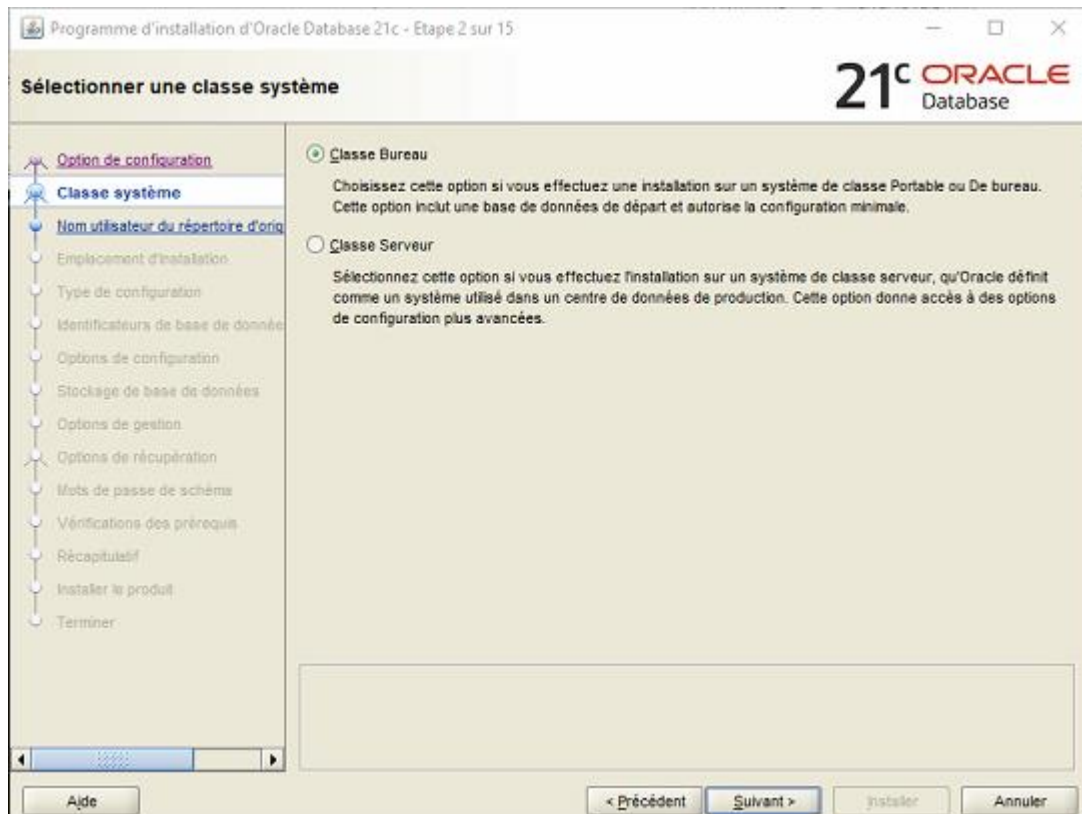 Programme d'installation d'Oracle Database 21c - Etape 2 sur 15
Sélectionner une classe système
21c ORACLE
Database
Option de configuration
Classe système
Nom utilisateur du répertoire d'orig
Emplacement d'installation
Type de configuration
Identificateurs de base de donnée
Options de configuration
Stockage de base de données
Options de gestion
Options de récupération
Mots de passe de schéma
Vérifications des prérequis
Récapitulatif
Installer le produit
Terminer
Classe Bureau
Choisissez cette option si vous effectuez une installation sur un système de classe Portable ou De bureau.
Cette option inclut une base de données de départ et autorise la configuration minimale.
Classe Serveur
Sélectionnez cette option si vous effectuez l'installation sur un système de classe serveur, qu'Oracle définit
comme un système utilisé dans un centre de données de production. Cette option donne accès à des options
de configuration plus avancées.
Aide
< Précédent
Suivant >
Installer
Annuler